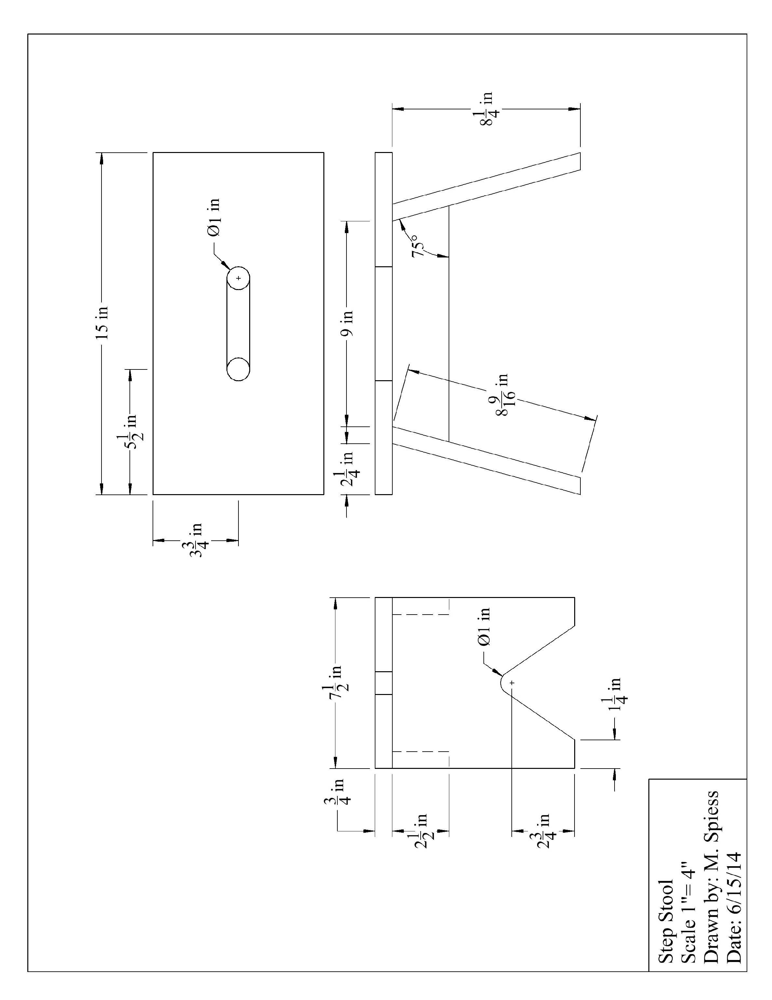 15 in
5 1/2 in
Ø1 in
3 3/4 in
9 in
2 1/4 in
75°
8 1/4 in
8 9/16 in
7 1/2 in
3/4 in
2 1/2 in
Ø1 in
2 3/4 in
1 1/4 in
Step Stool
Scale 1"= 4"
Drawn by: M. Spiess
Date: 6/15/14